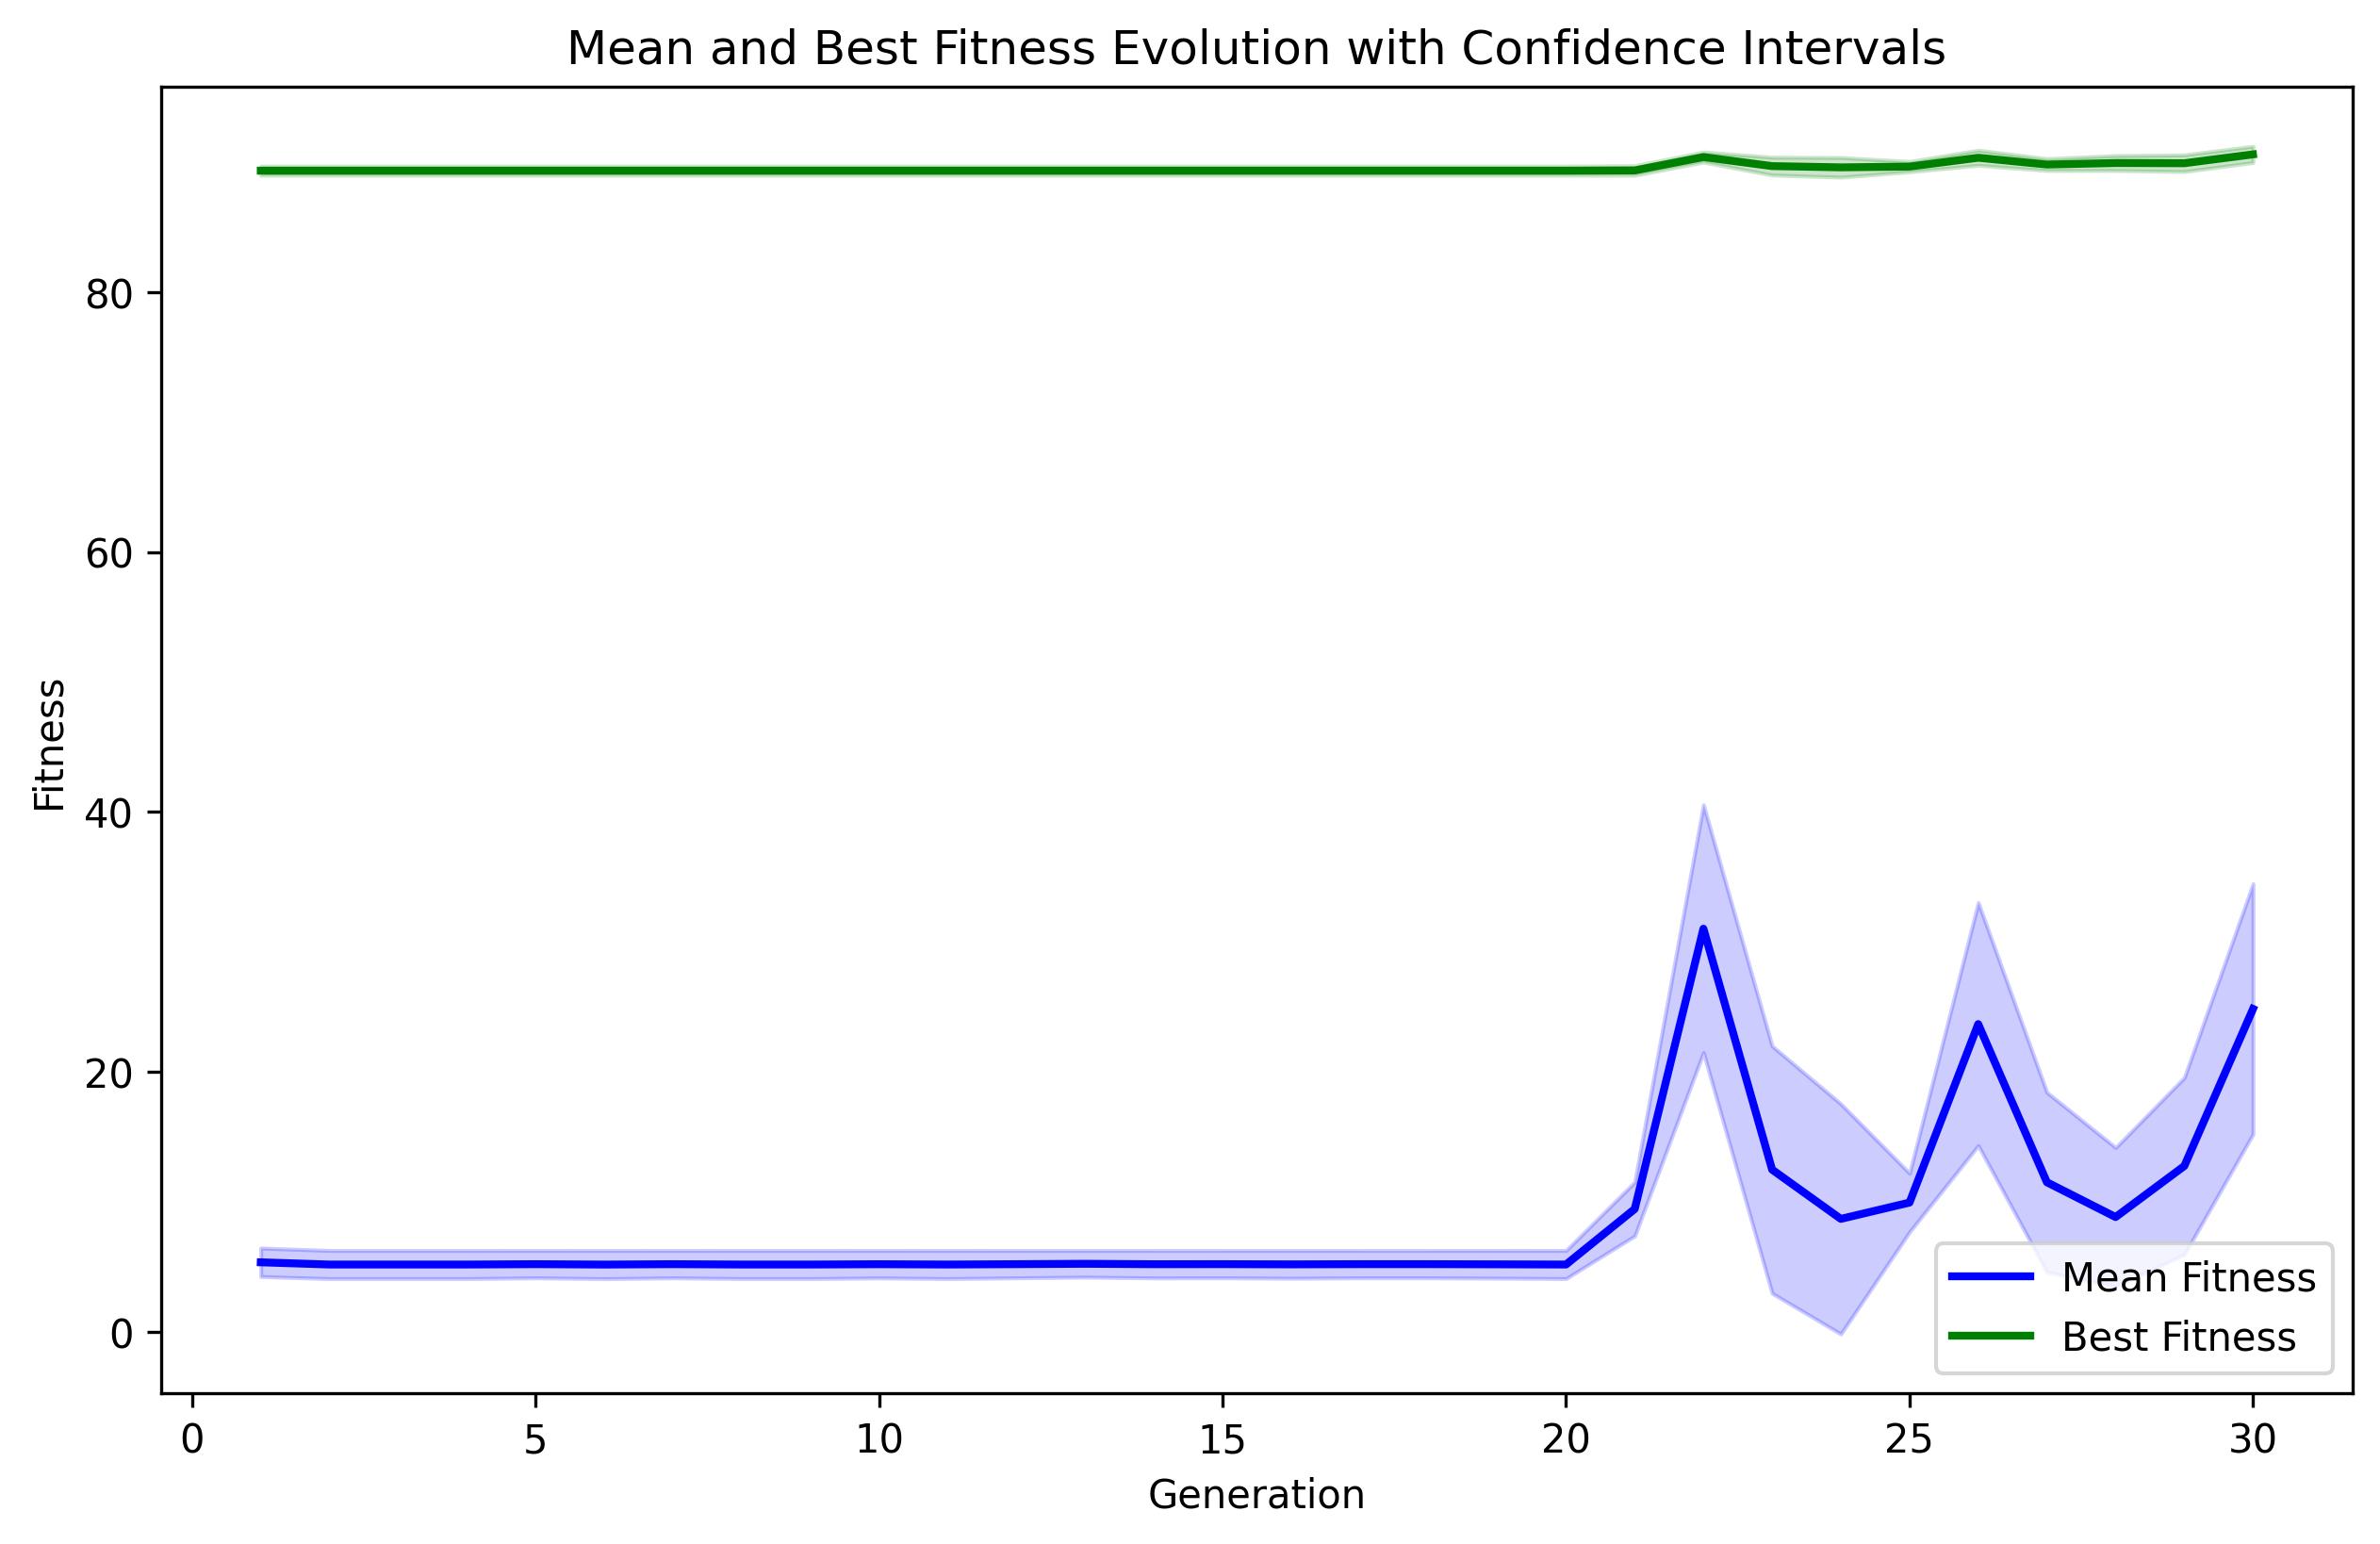 Mean and Best Fitness Evolution with Confidence Intervals
Fitness
80
60
40
20
0
0 5 10 15 20 25 30
Generation
Mean Fitness
Best Fitness